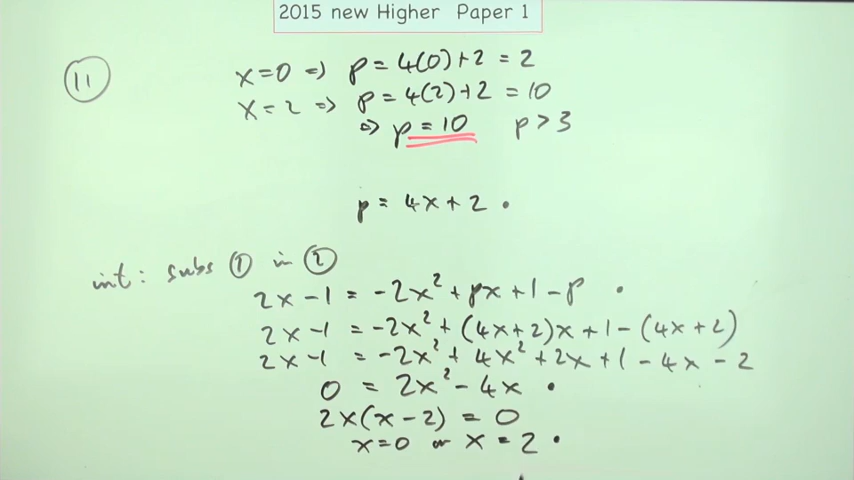 2015 new Higher Paper 1
11
x=0 => p = 4(0)+2 = 2
x = 2 => p = 4(2)+2 = 10
=> p = 10 p > 3
p = 4x + 2 .
int : subs ① in ②
2x - 1 = -2x² + px + 1 - p .
2x - 1 = -2x² + (4x+2)x + 1 - (4x+2)
2x - 1 = -2x² + 4x² + 2x + 1 - 4x - 2
0 = 2x² - 4x .
2x(x - 2) = 0
x=0 or x = 2 .